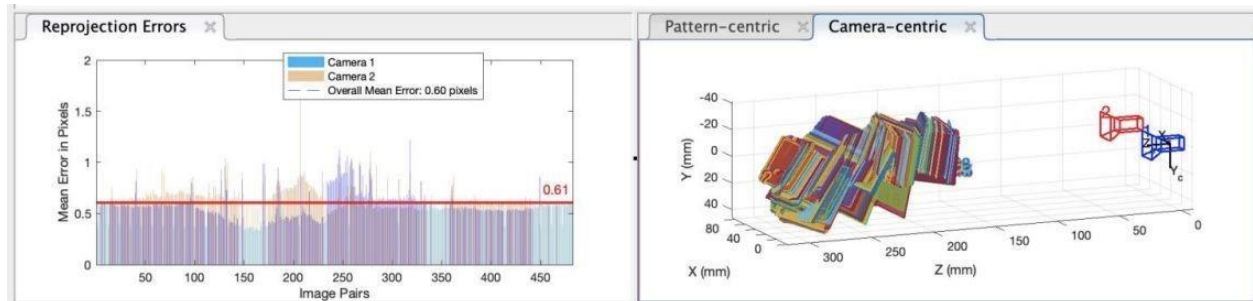 Reprojection Errors
Camera 1
Camera 2
Overall Mean Error: 0.60 pixels
Mean Error in Pixels
2
1.5
1
0.5
0
0.61
50 100 150 200 250 300 350 400 450
Image Pairs
Pattern-centric Camera-centric
-40
-20
0
20
40
Y (mm)
80
40
0
X (mm)
300 250 200 150 100 50 0
Z (mm)
2
1
Z
X
Yc